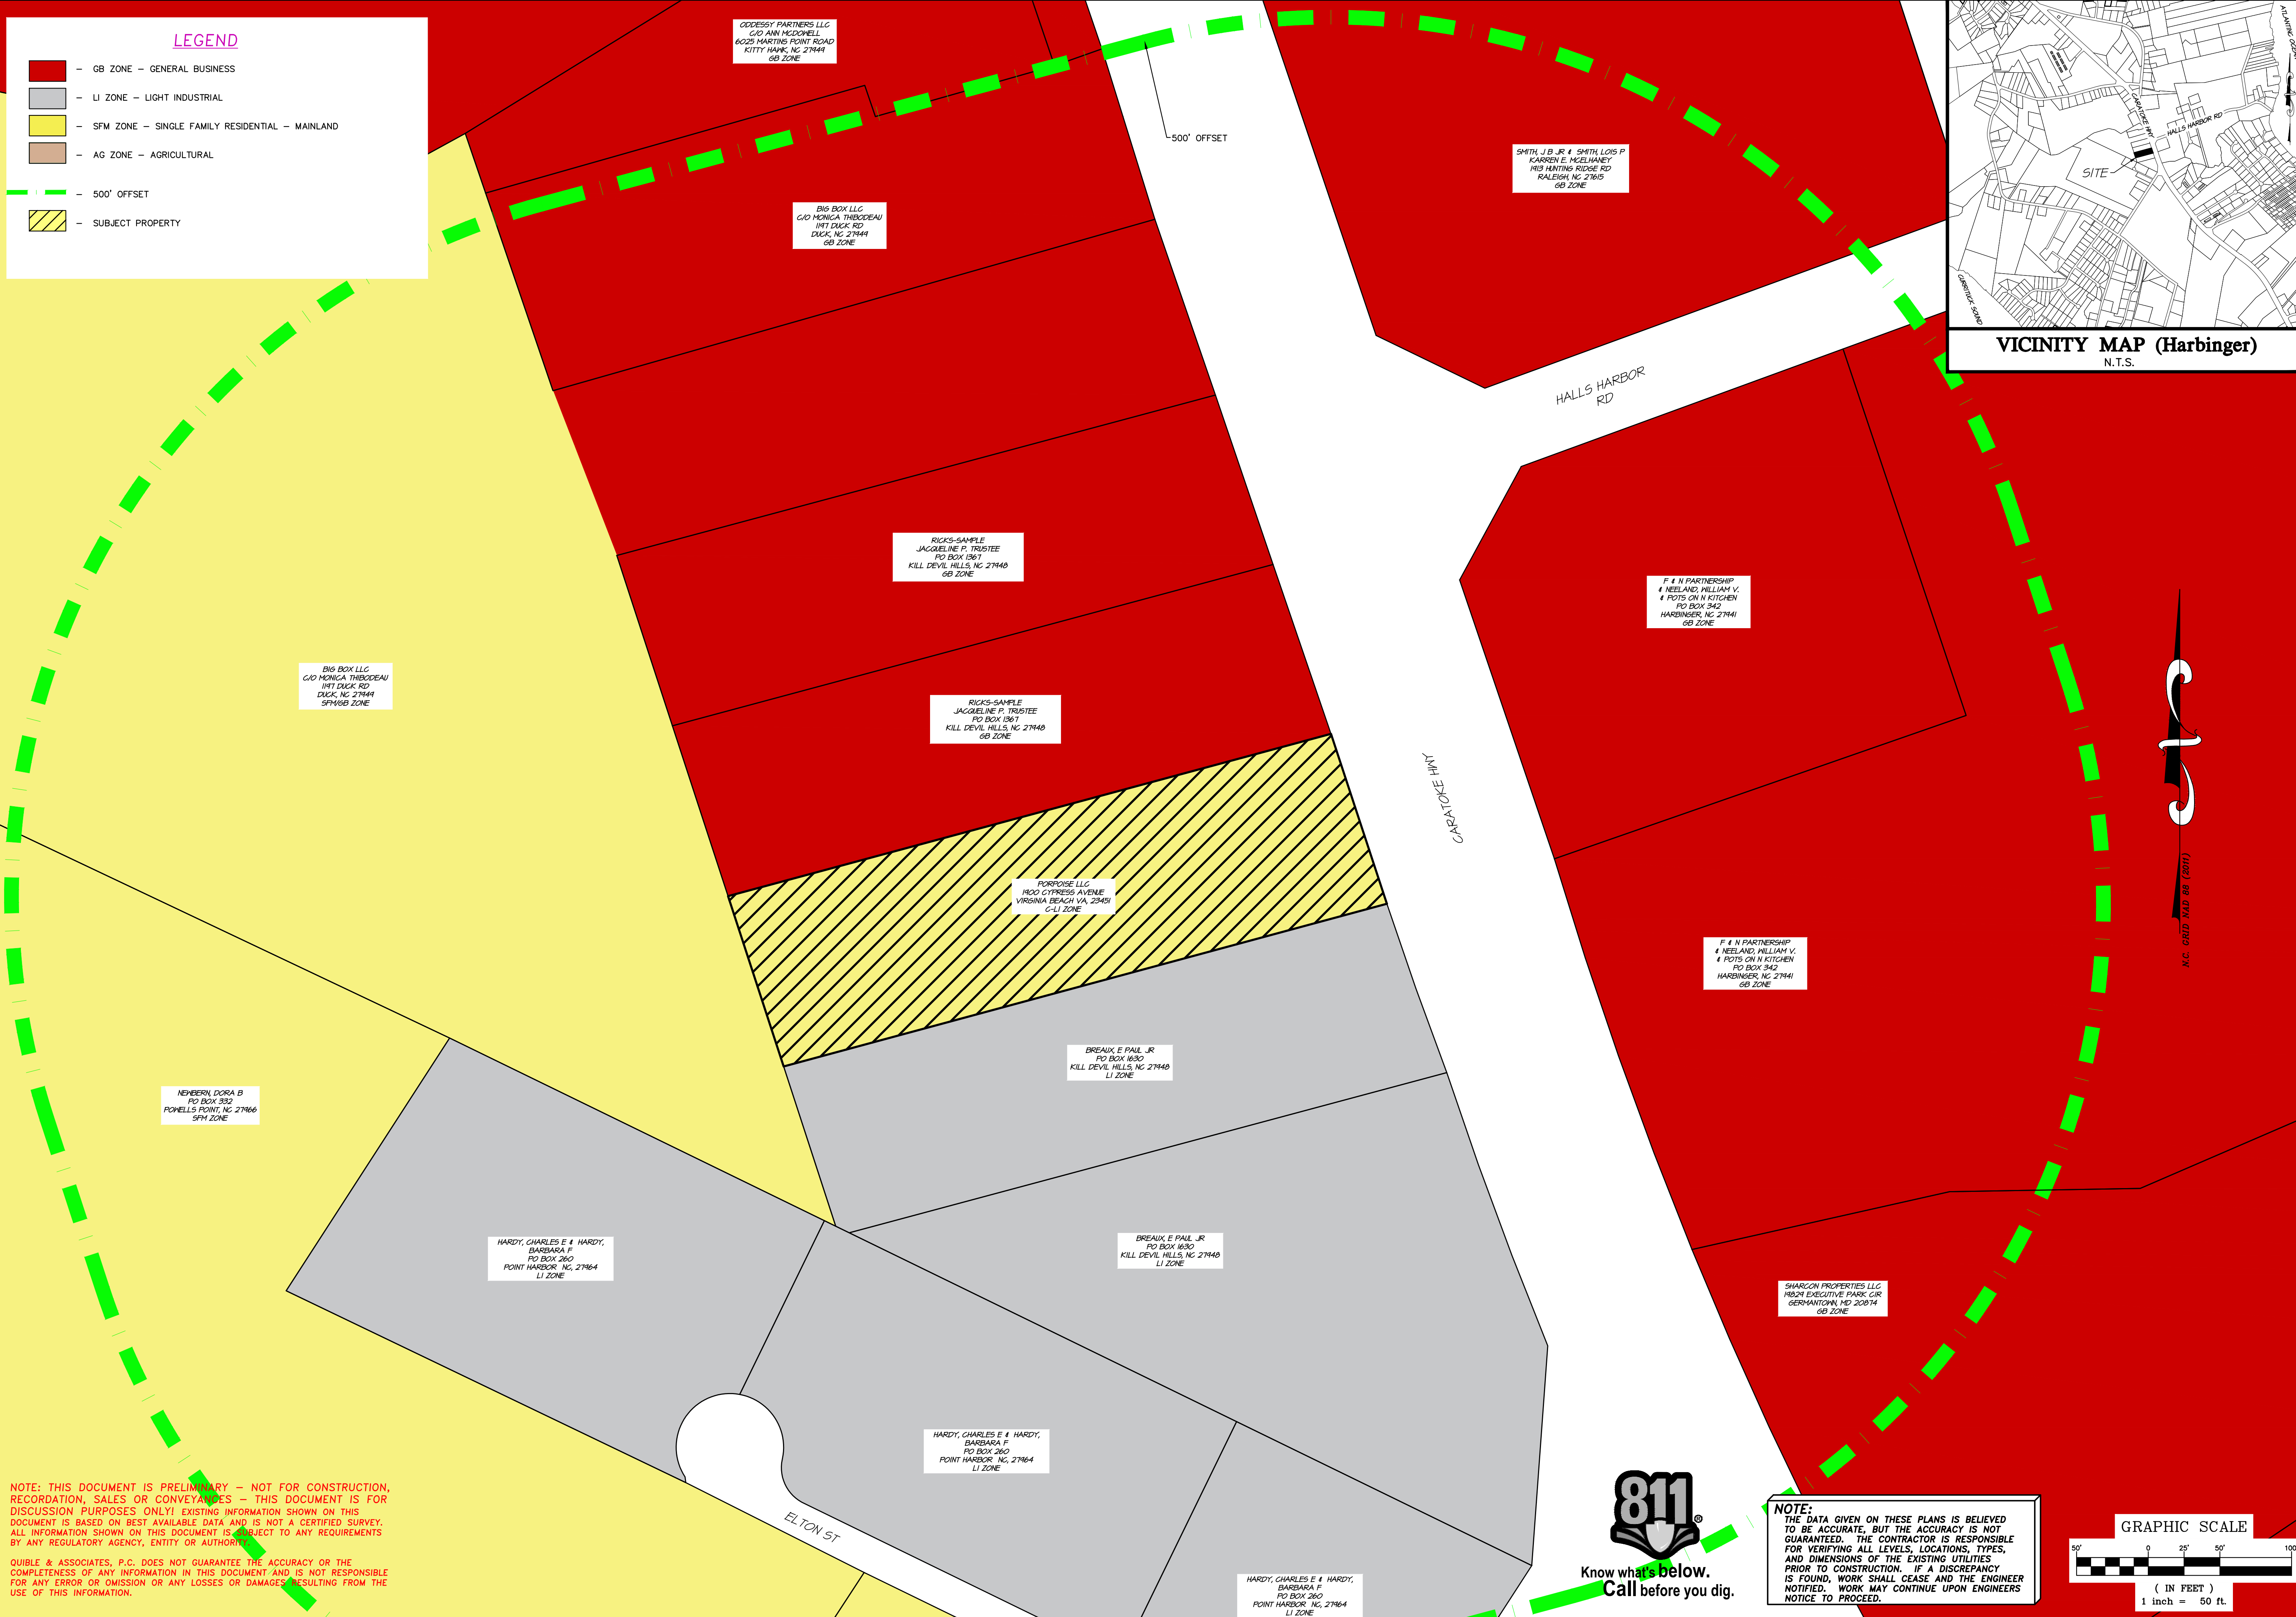 LEGEND
– GB ZONE – GENERAL BUSINESS
– LI ZONE – LIGHT INDUSTRIAL
– SFM ZONE – SINGLE FAMILY RESIDENTIAL – MAINLAND
– AG ZONE – AGRICULTURAL
– 500' OFFSET
– SUBJECT PROPERTY
ODDESSY PARTNERS LLC
C/O ANN MCDOWELL
6025 MARTINS POINT ROAD
KITTY HAWK, NC 27949
GB ZONE
500' OFFSET
BIG BOX LLC
C/O MONICA THIBODEAU
1197 DUCK RD
DUCK, NC 27949
GB ZONE
SMITH, J B JR & SMITH, LOIS P
KARREN E. MCELHANEY
1913 HUNTING RIDGE RD
RALEIGH, NC 27615
GB ZONE
ATLANTIC OCEAN
CARATOKE HWY
HALLS HARBOR RD
SITE
CURRITUCK SOUND
VICINITY MAP (Harbinger)
N.T.S.
HALLS HARBOR
RD
RICKS-SAMPLE
JACQUELINE P. TRUSTEE
PO BOX 1367
KILL DEVIL HILLS, NC 27948
GB ZONE
F & N PARTNERSHIP
& NEELAND, WILLIAM V.
& POTS ON N KITCHEN
PO BOX 342
HARBINGER, NC 27941
GB ZONE
BIG BOX LLC
C/O MONICA THIBODEAU
1197 DUCK RD
DUCK, NC 27949
SFM/GB ZONE
RICKS-SAMPLE
JACQUELINE P. TRUSTEE
PO BOX 1367
KILL DEVIL HILLS, NC 27948
GB ZONE
CARATOKE HWY
PORPOISE LLC
1900 CYPRESS AVENUE
VIRGINIA BEACH VA, 23451
C-LI ZONE
F & N PARTNERSHIP
& NEELAND, WILLIAM V.
& POTS ON N KITCHEN
PO BOX 342
HARBINGER, NC 27941
GB ZONE
N.C. GRID NAD 86 (2011)
BREAUX, E PAUL JR
PO BOX 1630
KILL DEVIL HILLS, NC 27948
LI ZONE
NEWBERN, DORA B
PO BOX 332
POWELLS POINT, NC 27966
SFM ZONE
HARDY, CHARLES E & HARDY,
BARBARA F
PO BOX 260
POINT HARBOR NC, 27964
LI ZONE
BREAUX, E PAUL JR
PO BOX 1630
KILL DEVIL HILLS, NC 27948
LI ZONE
SHARCON PROPERTIES LLC
19829 EXECUTIVE PARK CIR
GERMANTOWN, MD 20874
GB ZONE
HARDY, CHARLES E & HARDY,
BARBARA F
PO BOX 260
POINT HARBOR NC, 27964
LI ZONE
ELTON ST
HARDY, CHARLES E & HARDY,
BARBARA F
PO BOX 260
POINT HARBOR NC, 27964
LI ZONE
NOTE: THIS DOCUMENT IS PRELIMINARY – NOT FOR CONSTRUCTION,
RECORDATION, SALES OR CONVEYANCES – THIS DOCUMENT IS FOR
DISCUSSION PURPOSES ONLY! EXISTING INFORMATION SHOWN ON THIS
DOCUMENT IS BASED ON BEST AVAILABLE DATA AND IS NOT A CERTIFIED SURVEY.
ALL INFORMATION SHOWN ON THIS DOCUMENT IS SUBJECT TO ANY REQUIREMENTS
BY ANY REGULATORY AGENCY, ENTITY OR AUTHORITY.
QUIBLE & ASSOCIATES, P.C. DOES NOT GUARANTEE THE ACCURACY OR THE
COMPLETENESS OF ANY INFORMATION IN THIS DOCUMENT AND IS NOT RESPONSIBLE
FOR ANY ERROR OR OMISSION OR ANY LOSSES OR DAMAGES RESULTING FROM THE
USE OF THIS INFORMATION.
811®
Know what's below.
Call before you dig.
NOTE:
THE DATA GIVEN ON THESE PLANS IS BELIEVED
TO BE ACCURATE, BUT THE ACCURACY IS NOT
GUARANTEED. THE CONTRACTOR IS RESPONSIBLE
FOR VERIFYING ALL LEVELS, LOCATIONS, TYPES,
AND DIMENSIONS OF THE EXISTING UTILITIES
PRIOR TO CONSTRUCTION. IF A DISCREPANCY
IS FOUND, WORK SHALL CEASE AND THE ENGINEER
NOTIFIED. WORK MAY CONTINUE UPON ENGINEERS
NOTICE TO PROCEED.
GRAPHIC SCALE
50' 0 25' 50' 100
( IN FEET )
1 inch = 50 ft.